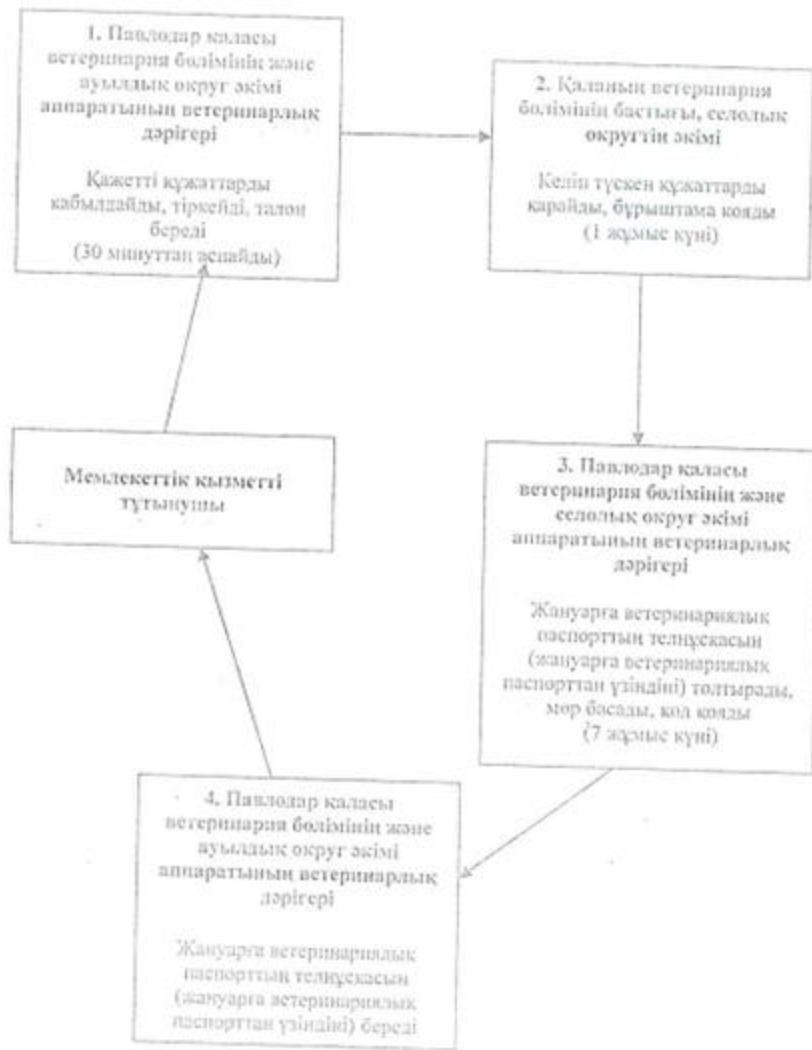 1. Павлодар қаласы
ветеринария бөлімінің және
ауылдық округ әкімі
аппаратының ветеринарлық
дәрігері
Қажетті құжаттарды
қабылдайды, тіркейді, талон
береді
(30 минуттан аспайды)
2. Қаланың ветеринария
бөлімінің бастығы, селолық
округтің әкімі
Келіп түскен құжаттарды
қарайды, бұрыштама қояды
(1 жұмыс күні)
Мемлекеттік қызметті
тұтынушы
3. Павлодар қаласы
ветеринария бөлімінің және
селолық округ әкімі
аппаратының ветеринарлық
дәрігері
Жануарға ветеринариялық
паспорттың телнұсқасын
(жануарға ветеринариялық
паспорттан үзіндіні) толтырады,
мөр басады, қол қояды
(7 жұмыс күні)
4. Павлодар қаласы
ветеринария бөлімінің және
ауылдық округ әкімі
аппаратының ветеринарлық
дәрігері
Жануарға ветеринариялық
паспорттың телнұсқасын
(жануарға ветеринариялық
паспорттан үзіндіні) береді